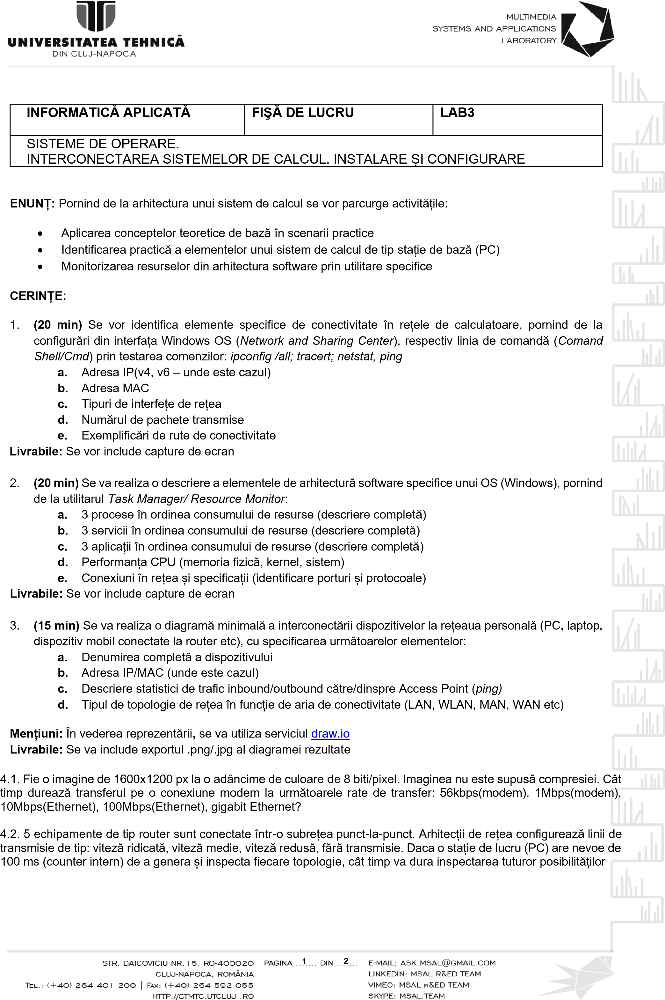 UNIVERSITATEA TEHNICĂ
DIN CLUJ-NAPOCA
MULTIMEDIA
SYSTEMS AND APPLICATIONS
LABORATORY
INFORMATICĂ APLICATĂ FIŞĂ DE LUCRU LAB3
SISTEME DE OPERARE.
INTERCONECTAREA SISTEMELOR DE CALCUL. INSTALARE ȘI CONFIGURARE
ENUNȚ: Pornind de la arhitectura unui sistem de calcul se vor parcurge activitățile:
• Aplicarea conceptelor teoretice de bază în scenarii practice
• Identificarea practică a elementelor unui sistem de calcul de tip stație de bază (PC)
• Monitorizarea resurselor din arhitectura software prin utilitare specifice
CERINȚE:
1. (20 min) Se vor identifica elemente specifice de conectivitate în rețele de calculatoare, pornind de la
configurări din interfața Windows OS (Network and Sharing Center), respectiv linia de comandă (Comand
Shell/Cmd) prin testarea comenzilor: ipconfig /all; tracert; netstat, ping
a. Adresa IP(v4, v6 – unde este cazul)
b. Adresa MAC
c. Tipuri de interfețe de rețea
d. Numărul de pachete transmise
e. Exemplificări de rute de conectivitate
Livrabile: Se vor include capture de ecran
2. (20 min) Se va realiza o descriere a elementele de arhitectură software specifice unui OS (Windows), pornind
de la utilitarul Task Manager/ Resource Monitor:
a. 3 procese în ordinea consumului de resurse (descriere completă)
b. 3 servicii în ordinea consumului de resurse (descriere completă)
c. 3 aplicații în ordinea consumului de resurse (descriere completă)
d. Performanța CPU (memoria fizică, kernel, sistem)
e. Conexiuni în rețea și specificații (identificare porturi și protocoale)
Livrabile: Se vor include capture de ecran
3. (15 min) Se va realiza o diagramă minimală a interconectării dispozitivelor la rețeaua personală (PC, laptop,
dispozitiv mobil conectate la router etc), cu specificarea următoarelor elementelor:
a. Denumirea completă a dispozitivului
b. Adresa IP/MAC (unde este cazul)
c. Descriere statistici de trafic inbound/outbound către/dinspre Access Point (ping)
d. Tipul de topologie de rețea în funcție de aria de conectivitate (LAN, WLAN, MAN, WAN etc)
Mențiuni: În vederea reprezentării, se va utiliza serviciul draw.io
Livrabile: Se va include exportul .png/.jpg al diagramei rezultate
4.1. Fie o imagine de 1600x1200 px la o adâncime de culoare de 8 biti/pixel. Imaginea nu este supusă compresiei. Cât
timp durează transferul pe o conexiune modem la următoarele rate de transfer: 56kbps(modem), 1Mbps(modem),
10Mbps(Ethernet), 100Mbps(Ethernet), gigabit Ethernet?
4.2. 5 echipamente de tip router sunt conectate într-o subrețea punct-la-punct. Arhitecții de rețea configurează linii de
transmisie de tip: viteză ridicată, viteză medie, viteză redusă, fără transmisie. Daca o stație de lucru (PC) are nevoe de
100 ms (counter intern) de a genera și inspecta fiecare topologie, cât timp va dura inspectarea tuturor posibilităților
STR. DAICOVICIU NR.15, RO-400020
CLUJ-NAPOCA, ROMÂNIA
TEL.: (+40) 264 401 200 | FAX: (+40) 264 592 055
HTTP://CTMTC.UTCLUJ .RO
PAGINA ...1... DIN ...2...
E-MAIL; ASK.MSAL@GMAIL.COM
LINKEDIN: MSAL R&ED TEAM
VIMEO: MSAL R&ED TEAM
SKYPE: MSAL.TEAM